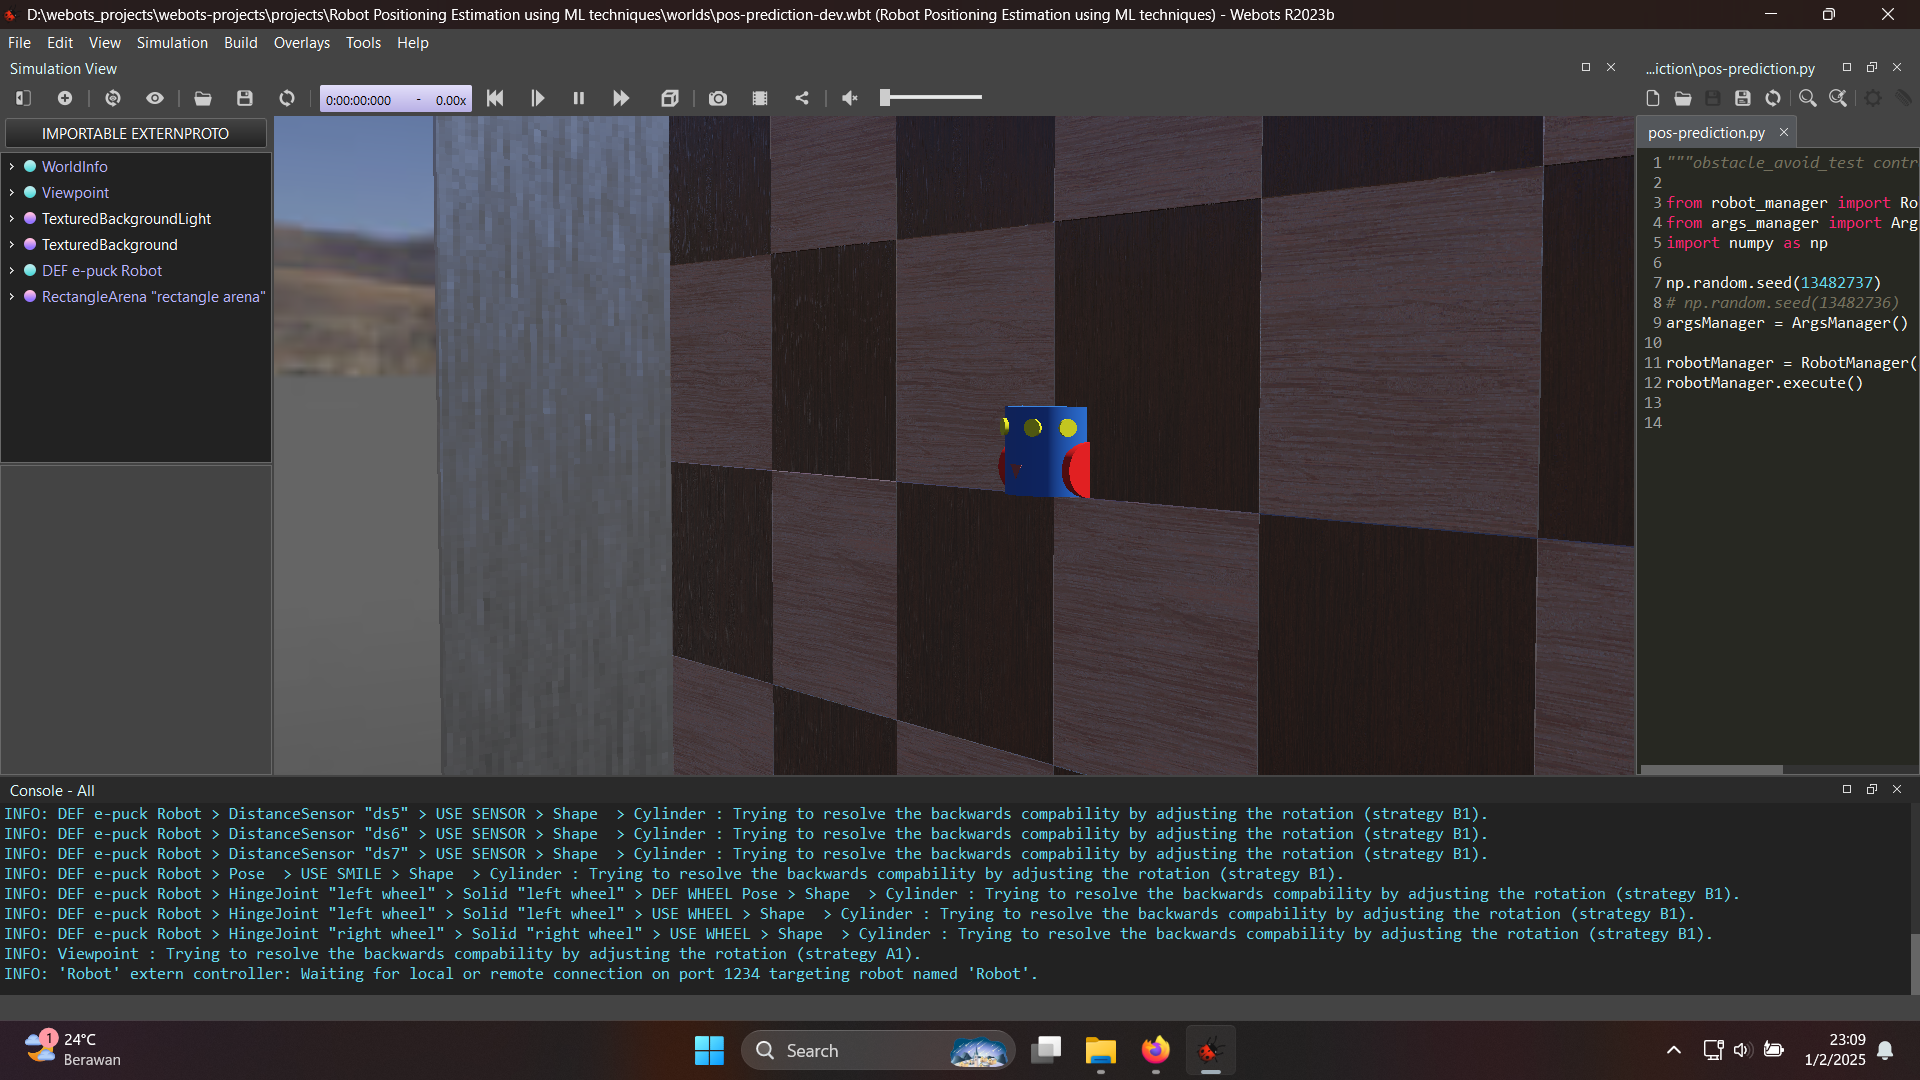 D:\webots_projects\webots-projects\projects\Robot Positioning Estimation using ML techniques\worlds\pos-prediction-dev.wbt (Robot Positioning Estimation using ML techniques) - Webots R2023b
File Edit View Simulation Build Overlays Tools Help
Simulation View
0:00:00:000 - 0.00x
IMPORTABLE EXTERNPROTO
WorldInfo
Viewpoint
TexturedBackgroundLight
TexturedBackground
DEF e-puck Robot
RectangleArena "rectangle arena"
...iction\pos-prediction.py
pos-prediction.py
1 """obstacle_avoid_test contr
2
3 from robot_manager import Ro
4 from args_manager import Arg
5 import numpy as np
6
7 np.random.seed(13482737)
8 # np.random.seed(13482736)
9 argsManager = ArgsManager()
10
11 robotManager = RobotManager(
12 robotManager.execute()
13
14
Console - All
INFO: DEF e-puck Robot > DistanceSensor "ds5" > USE SENSOR > Shape > Cylinder : Trying to resolve the backwards compability by adjusting the rotation (strategy B1).
INFO: DEF e-puck Robot > DistanceSensor "ds6" > USE SENSOR > Shape > Cylinder : Trying to resolve the backwards compability by adjusting the rotation (strategy B1).
INFO: DEF e-puck Robot > DistanceSensor "ds7" > USE SENSOR > Shape > Cylinder : Trying to resolve the backwards compability by adjusting the rotation (strategy B1).
INFO: DEF e-puck Robot > Pose > USE SMILE > Shape > Cylinder : Trying to resolve the backwards compability by adjusting the rotation (strategy B1).
INFO: DEF e-puck Robot > HingeJoint "left wheel" > Solid "left wheel" > DEF WHEEL Pose > Shape > Cylinder : Trying to resolve the backwards compability by adjusting the rotation (strategy B1).
INFO: DEF e-puck Robot > HingeJoint "left wheel" > Solid "left wheel" > USE WHEEL > Shape > Cylinder : Trying to resolve the backwards compability by adjusting the rotation (strategy B1).
INFO: DEF e-puck Robot > HingeJoint "right wheel" > Solid "right wheel" > USE WHEEL > Shape > Cylinder : Trying to resolve the backwards compability by adjusting the rotation (strategy B1).
INFO: Viewpoint : Trying to resolve the backwards compability by adjusting the rotation (strategy A1).
INFO: 'Robot' extern controller: Waiting for local or remote connection on port 1234 targeting robot named 'Robot'.
1
24°C
Berawan
Search
23:09
1/2/2025